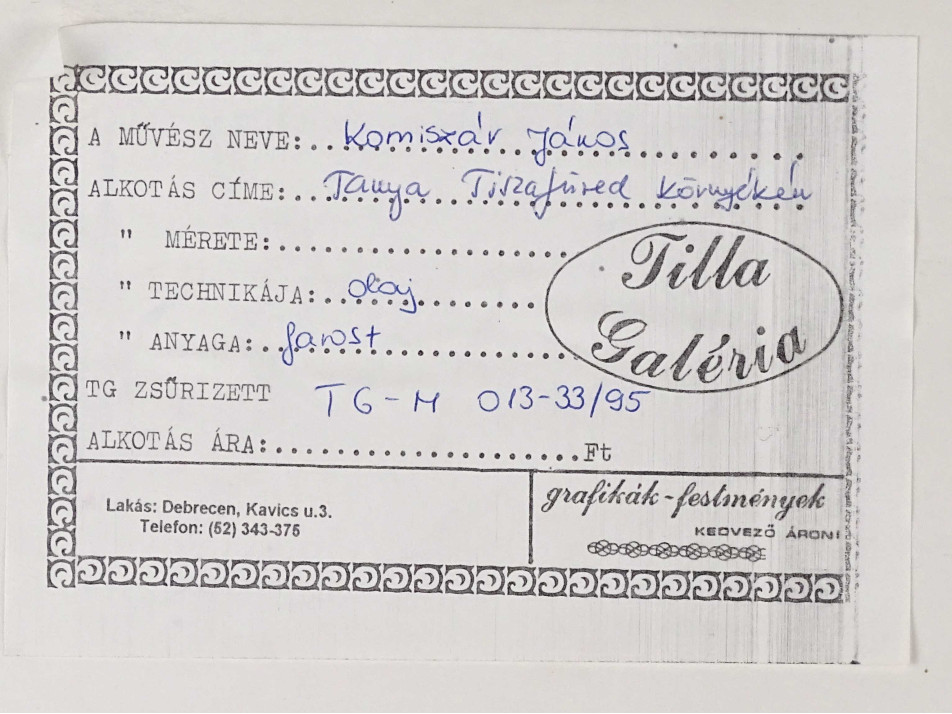 A MŰVÉSZ NEVE: Komiszár János
ALKOTÁS CÍME: Tanya Tiszafüred környékén
" MÉRETE:
" TECHNIKÁJA: olaj
" ANYAGA: farost
Tilla
Galéria
TG ZSŰRIZETT TG-M 013-33/95
ALKOTÁS ÁRA: Ft
Lakás: Debrecen, Kavics u.3.
Telefon: (52) 343-375
grafikák-festmények
KEDVEZŐ ÁRON!